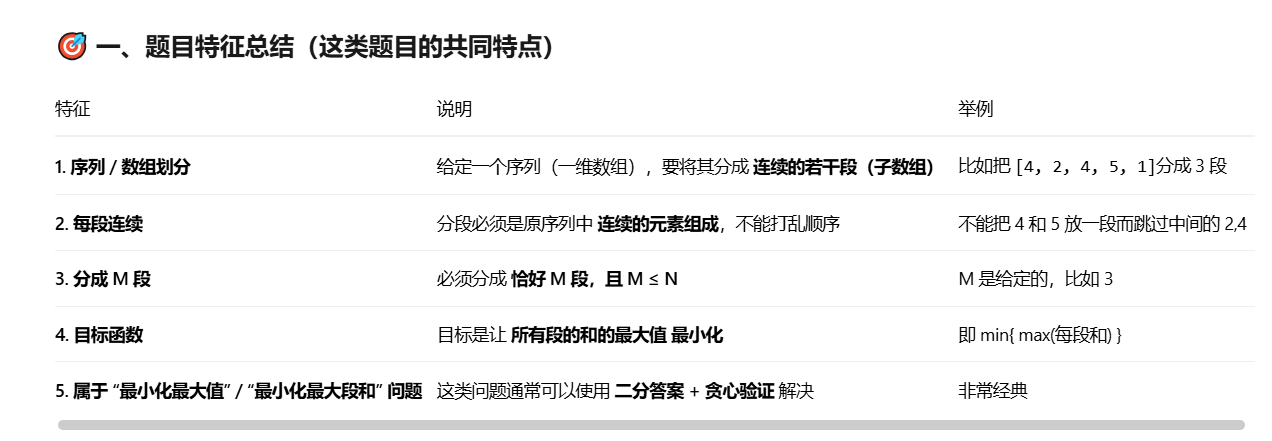 🎯 一、题目特征总结（这类题目的共同特点）
特征 说明 举例
1. 序列 / 数组划分 给定一个序列（一维数组），要将其分成 连续的若干段（子数组） 比如把 [4, 2, 4, 5, 1]分成 3 段
2. 每段连续 分段必须是原序列中 连续的元素组成，不能打乱顺序 不能把 4 和 5 放一段而跳过中间的 2,4
3. 分成 M 段 必须分成 恰好 M 段，且 M ≤ N M 是给定的，比如 3
4. 目标函数 目标是让 所有段的和的最大值 最小化 即 min{ max(每段和) }
5. 属于 “最小化最大值” / “最小化最大段和” 问题 这类问题通常可以使用 二分答案 + 贪心验证 解决 非常经典